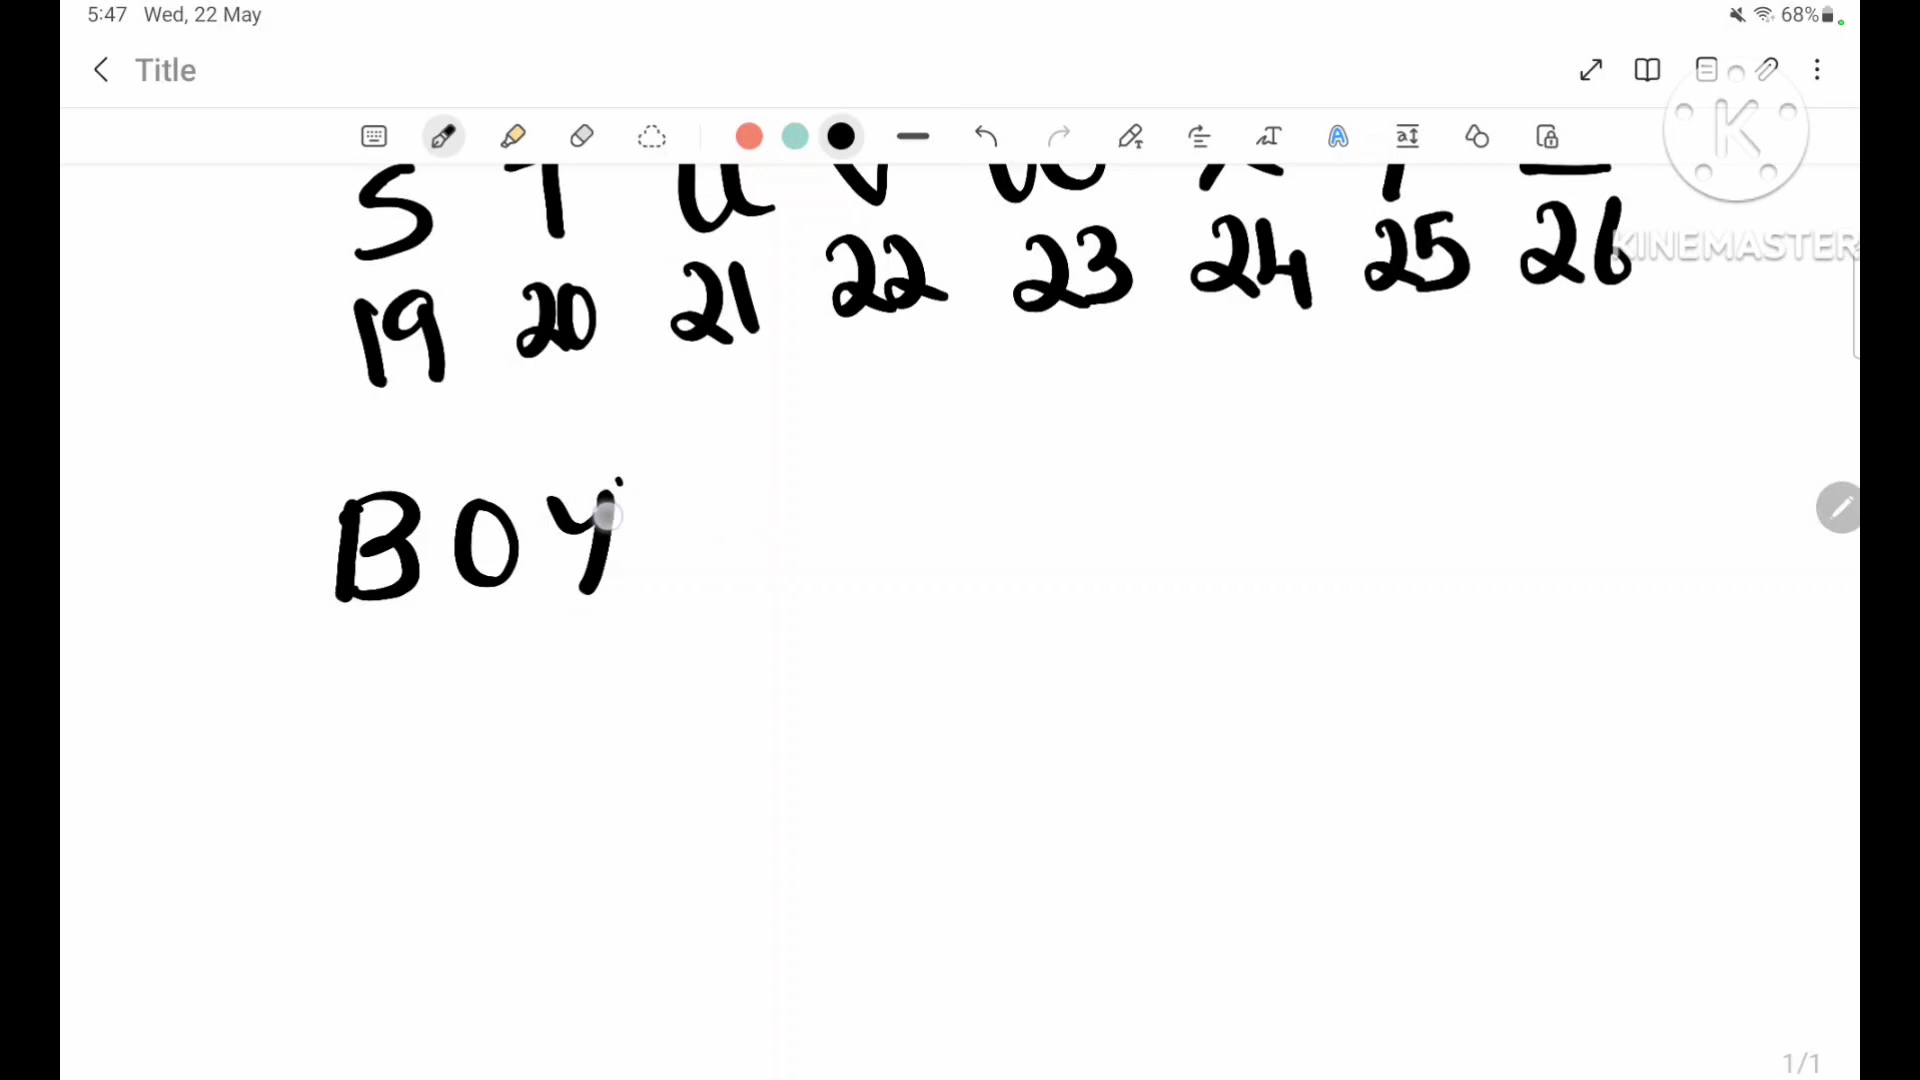 5:47 Wed, 22 May 68%
Title
K
KINEMASTER
S T U V W X Y Z
19 20 21 22 23 24 25 26
BOY
1/1